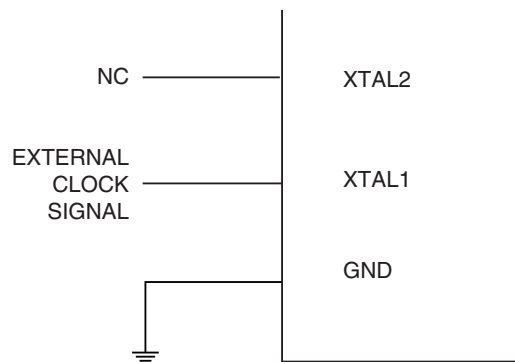 NC
XTAL2
EXTERNAL
CLOCK
SIGNAL
XTAL1
GND